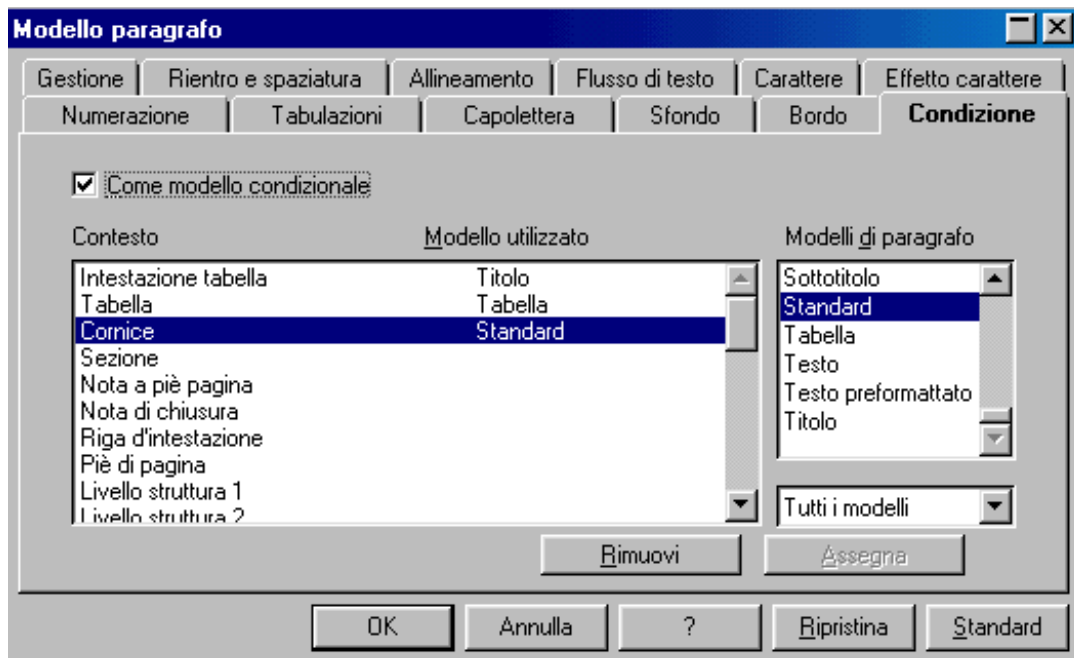 Modello paragrafo
Gestione Rientro e spaziatura Allineamento Flusso di testo Carattere Effetto carattere
Numerazione Tabulazioni Capolettera Sfondo Bordo Condizione
Come modello condizionale
Contesto Modello utilizzato Modelli di paragrafo
Intestazione tabella Titolo
Tabella Tabella
Cornice Standard
Sezione
Nota a piè pagina
Nota di chiusura
Riga d'intestazione
Piè di pagina
Livello struttura 1
Livello struttura 2
Sottotitolo
Standard
Tabella
Testo
Testo preformattato
Titolo
Tutti i modelli
Rimuovi Assegna
OK Annulla ? Ripristina Standard